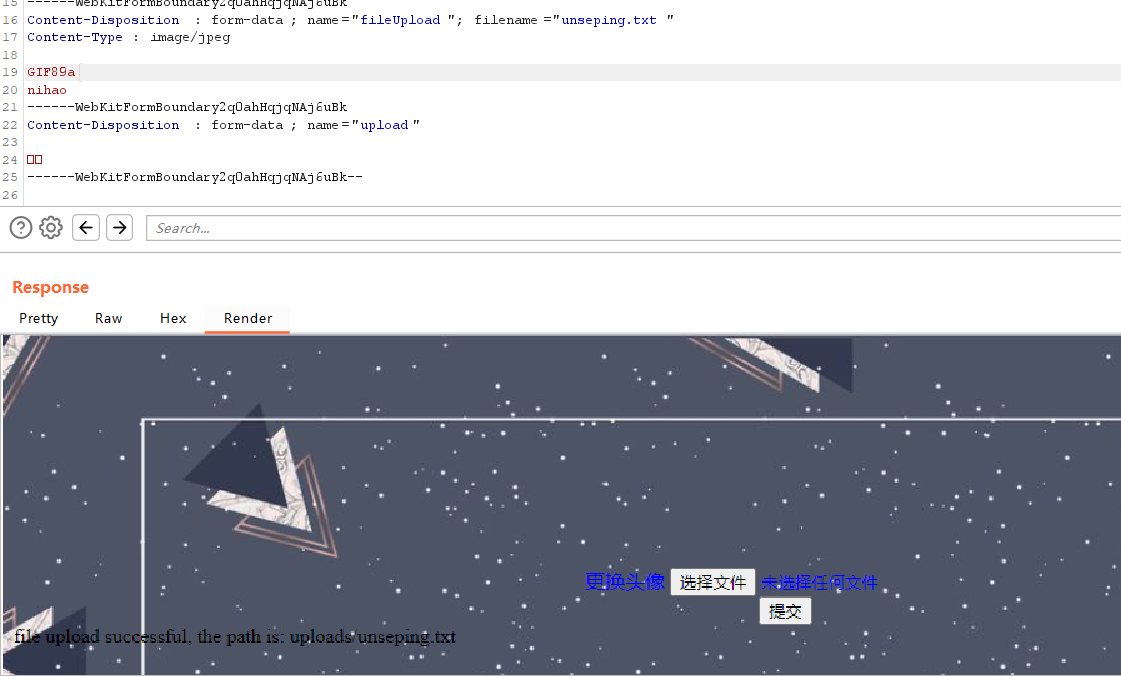 15 ------WebKitFormBoundary2qOahHqjqNAj6uBk
16 Content-Disposition : form-data ; name ="fileUpload "; filename ="unseping.txt "
17 Content-Type : image/jpeg
18
19 GIF89a
20 nihao
21 ------WebKitFormBoundary2qOahHqjqNAj6uBk
22 Content-Disposition : form-data ; name ="upload "
23
24 □□
25 ------WebKitFormBoundary2qOahHqjqNAj6uBk--
26
Search...
Response
Pretty Raw Hex Render
更换头像 选择文件 未选择任何文件
提交
file upload successful, the path is: uploads/unseping.txt